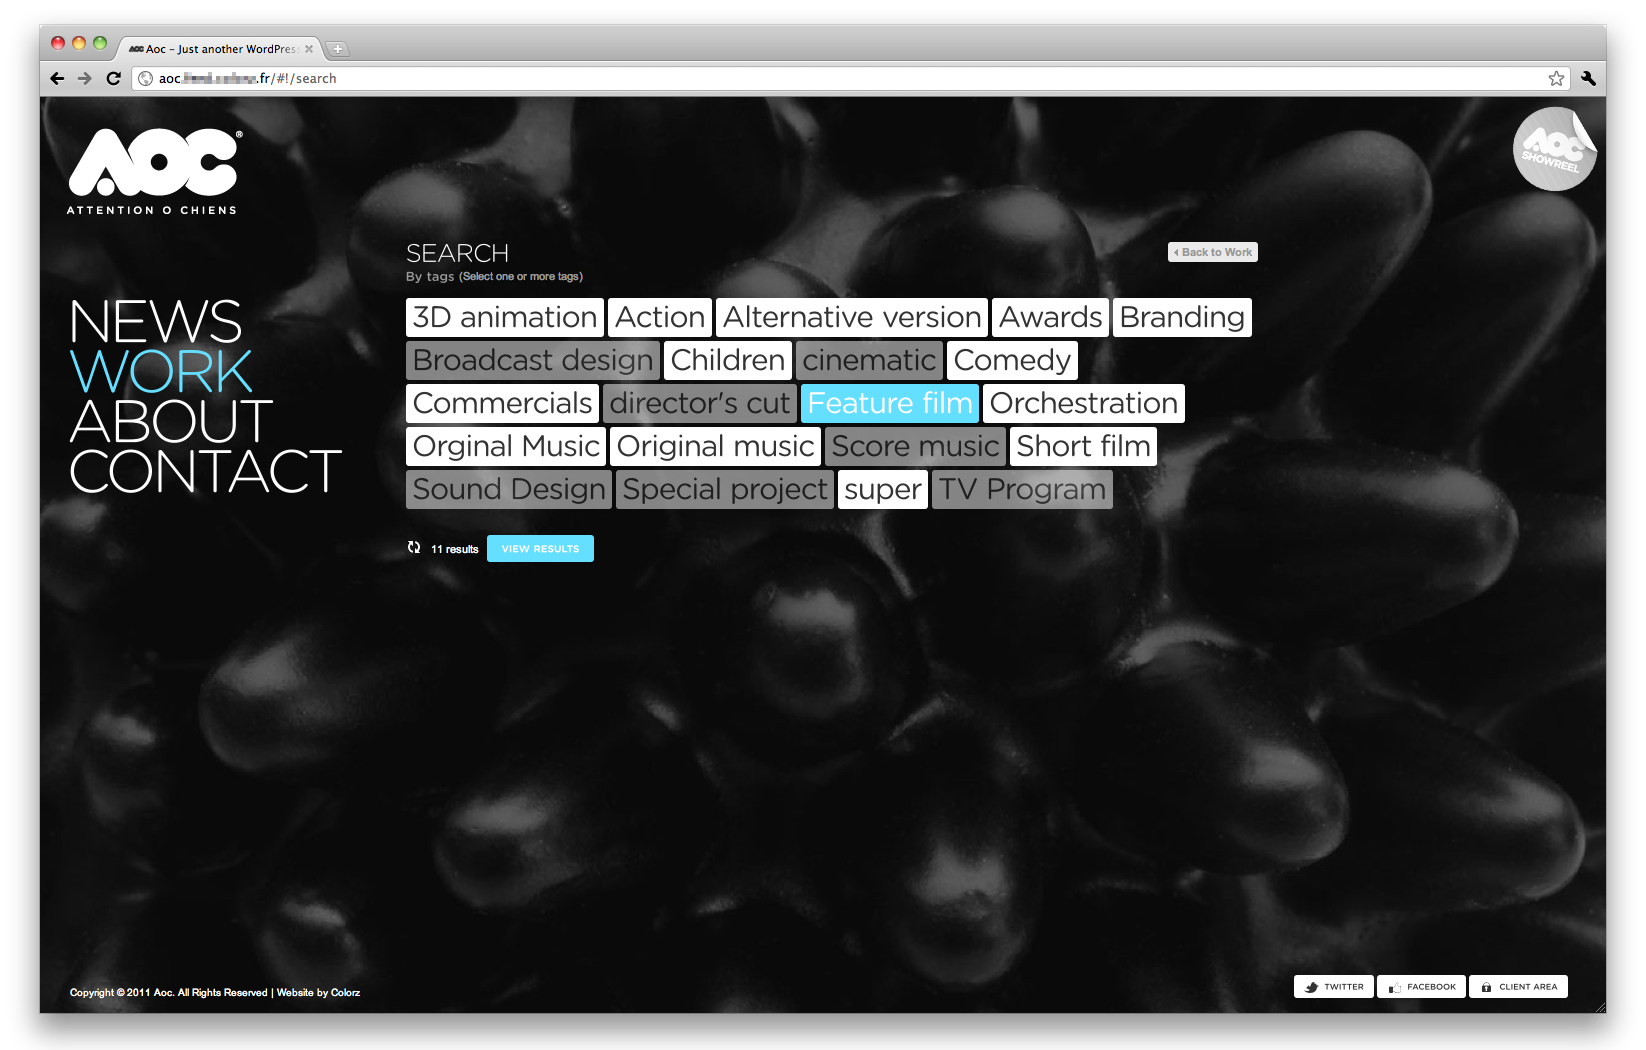 Aoc – Just another WordPres
aoc. .fr/#!/search
AOC®
ATTENTION O CHIENS
AOC
SHOWREEL
SEARCH
Back to Work
By tags (Select one or more tags)
NEWS
WORK
ABOUT
CONTACT
3D animation Action Alternative version Awards Branding
Broadcast design Children cinematic Comedy
Commercials director's cut Feature film Orchestration
Orginal Music Original music Score music Short film
Sound Design Special project super TV Program
11 results VIEW RESULTS
Copyright © 2011 Aoc. All Rights Reserved | Website by Colorz
TWITTER FACEBOOK CLIENT AREA